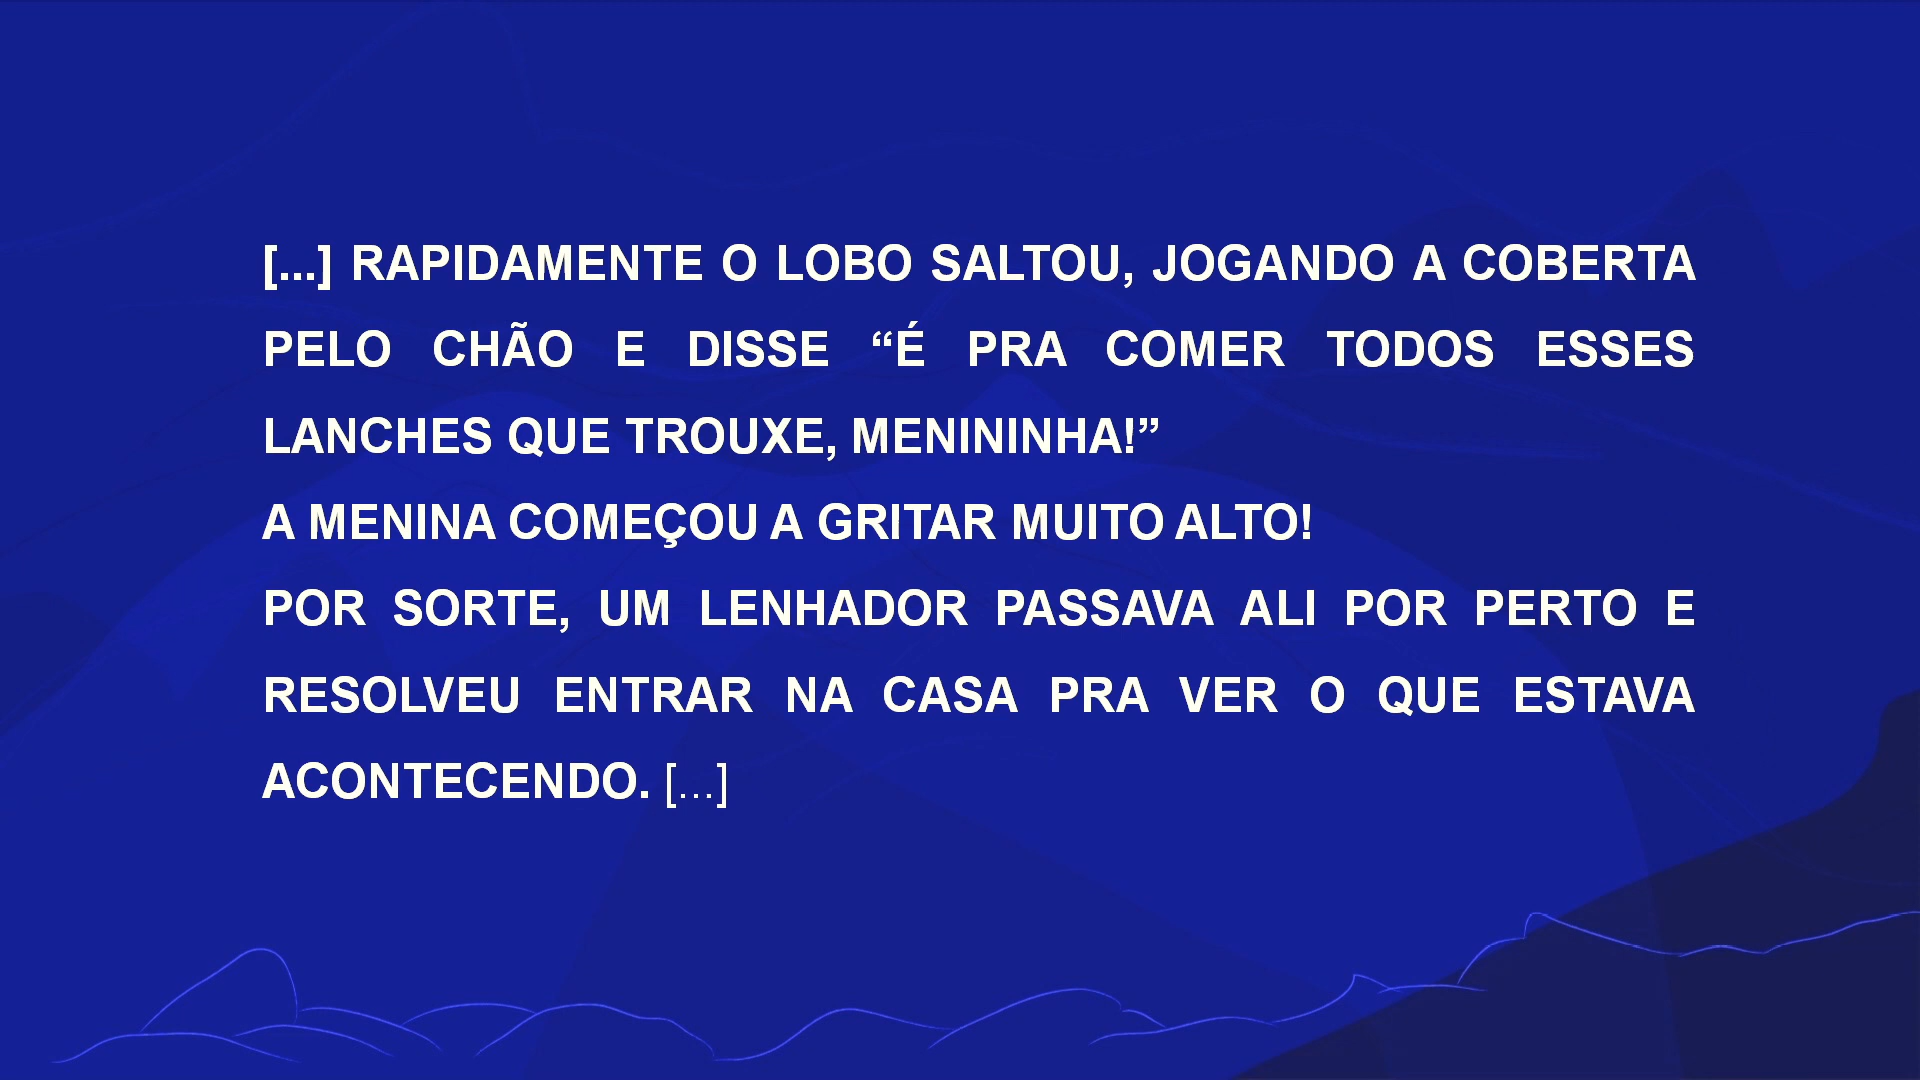 [...] RAPIDAMENTE O LOBO SALTOU, JOGANDO A COBERTA
PELO CHÃO E DISSE “É PRA COMER TODOS ESSES
LANCHES QUE TROUXE, MENININHA!”
A MENINA COMEÇOU A GRITAR MUITO ALTO!
POR SORTE, UM LENHADOR PASSAVA ALI POR PERTO E
RESOLVEU ENTRAR NA CASA PRA VER O QUE ESTAVA
ACONTECENDO. [...]